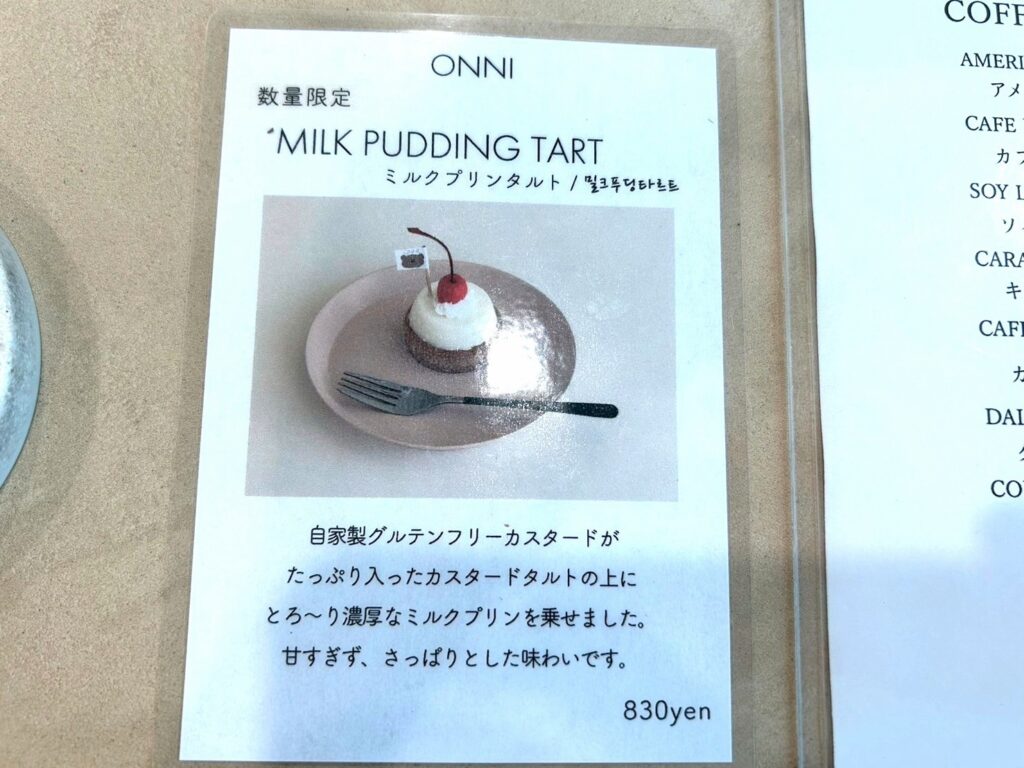 ONNI
数量限定
MILK PUDDING TART
ミルクプリンタルト / 밀크푸딩타르트
自家製グルテンフリーカスタードが
たっぷり入ったカスタードタルトの上に
とろ〜り濃厚なミルクプリンを乗せました。
甘すぎず、さっぱりとした味わいです。
830yen
COFF
AMERI
アメ
CAFE
カフ
SOY L
ソ
CARA
キ
CAFE
カ
DAL
COL